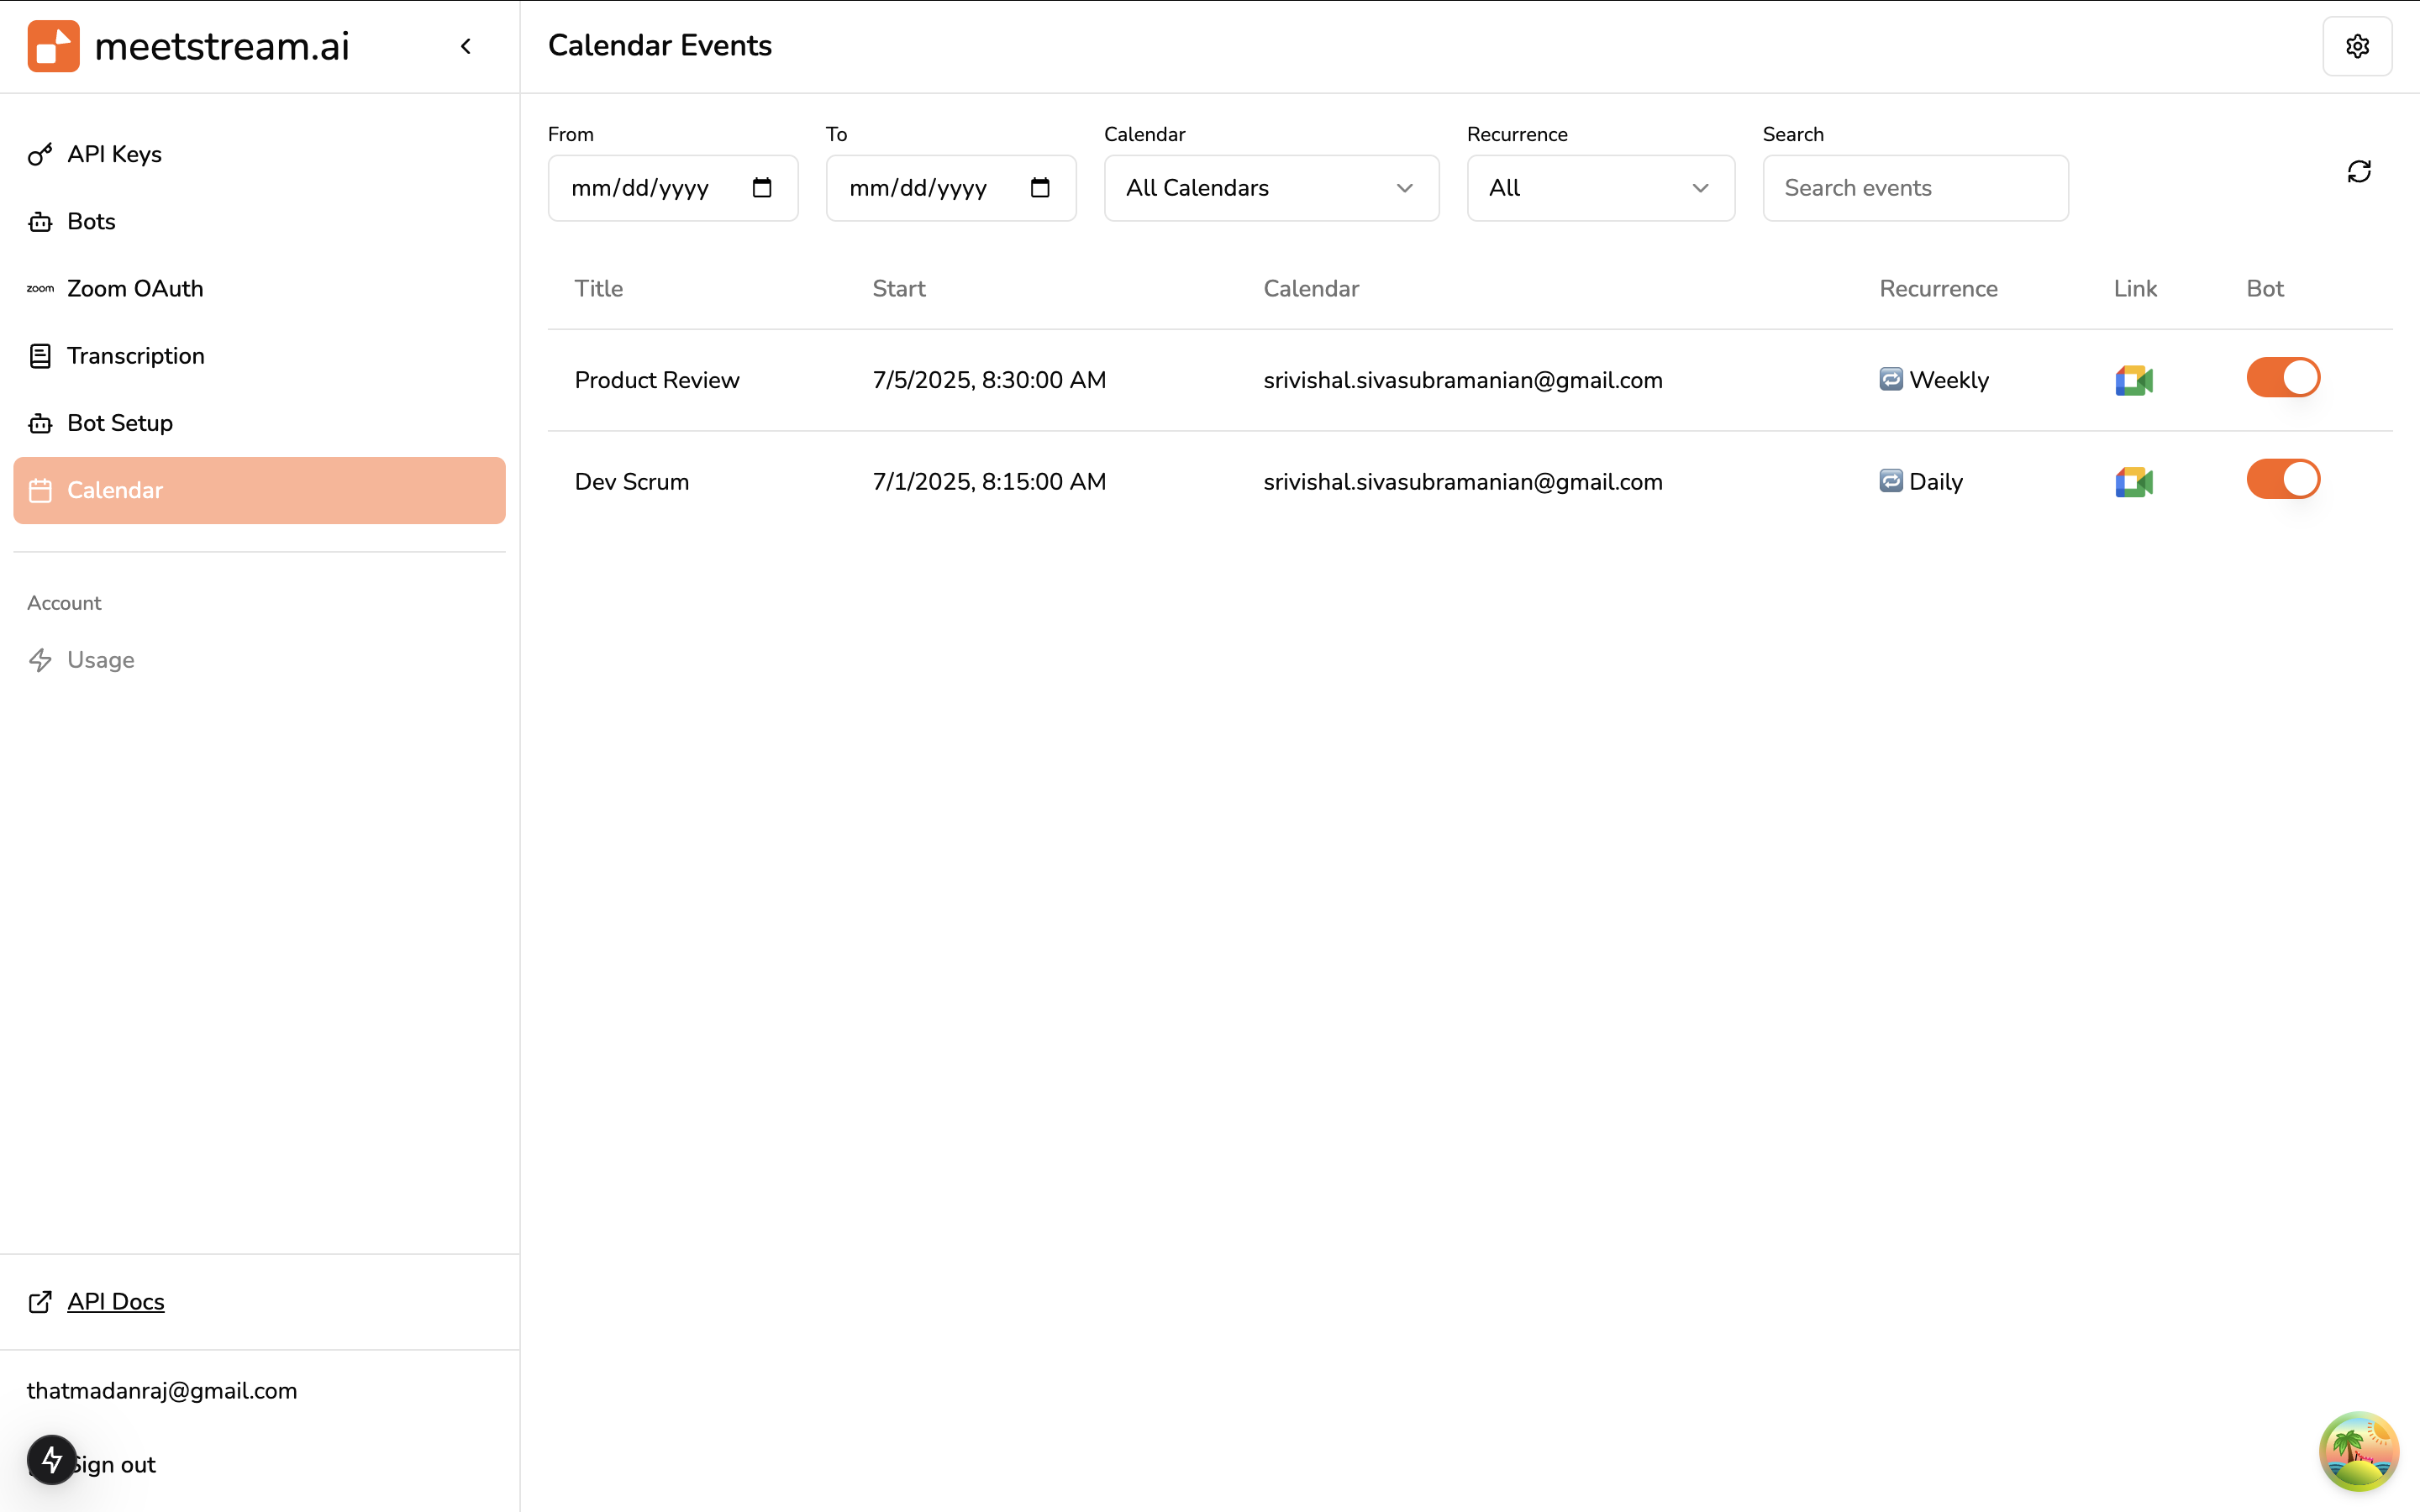 meetstream.ai
API Keys
Bots
zoom Zoom OAuth
Transcription
Bot Setup
Calendar
Account
Usage
API Docs
thatmadanraj@gmail.com
Sign out
Calendar Events
From To Calendar Recurrence Search
mm/dd/yyyy mm/dd/yyyy All Calendars All Search events
Title Start Calendar Recurrence Link Bot
Product Review 7/5/2025, 8:30:00 AM srivishal.sivasubramanian@gmail.com Weekly
Dev Scrum 7/1/2025, 8:15:00 AM srivishal.sivasubramanian@gmail.com Daily